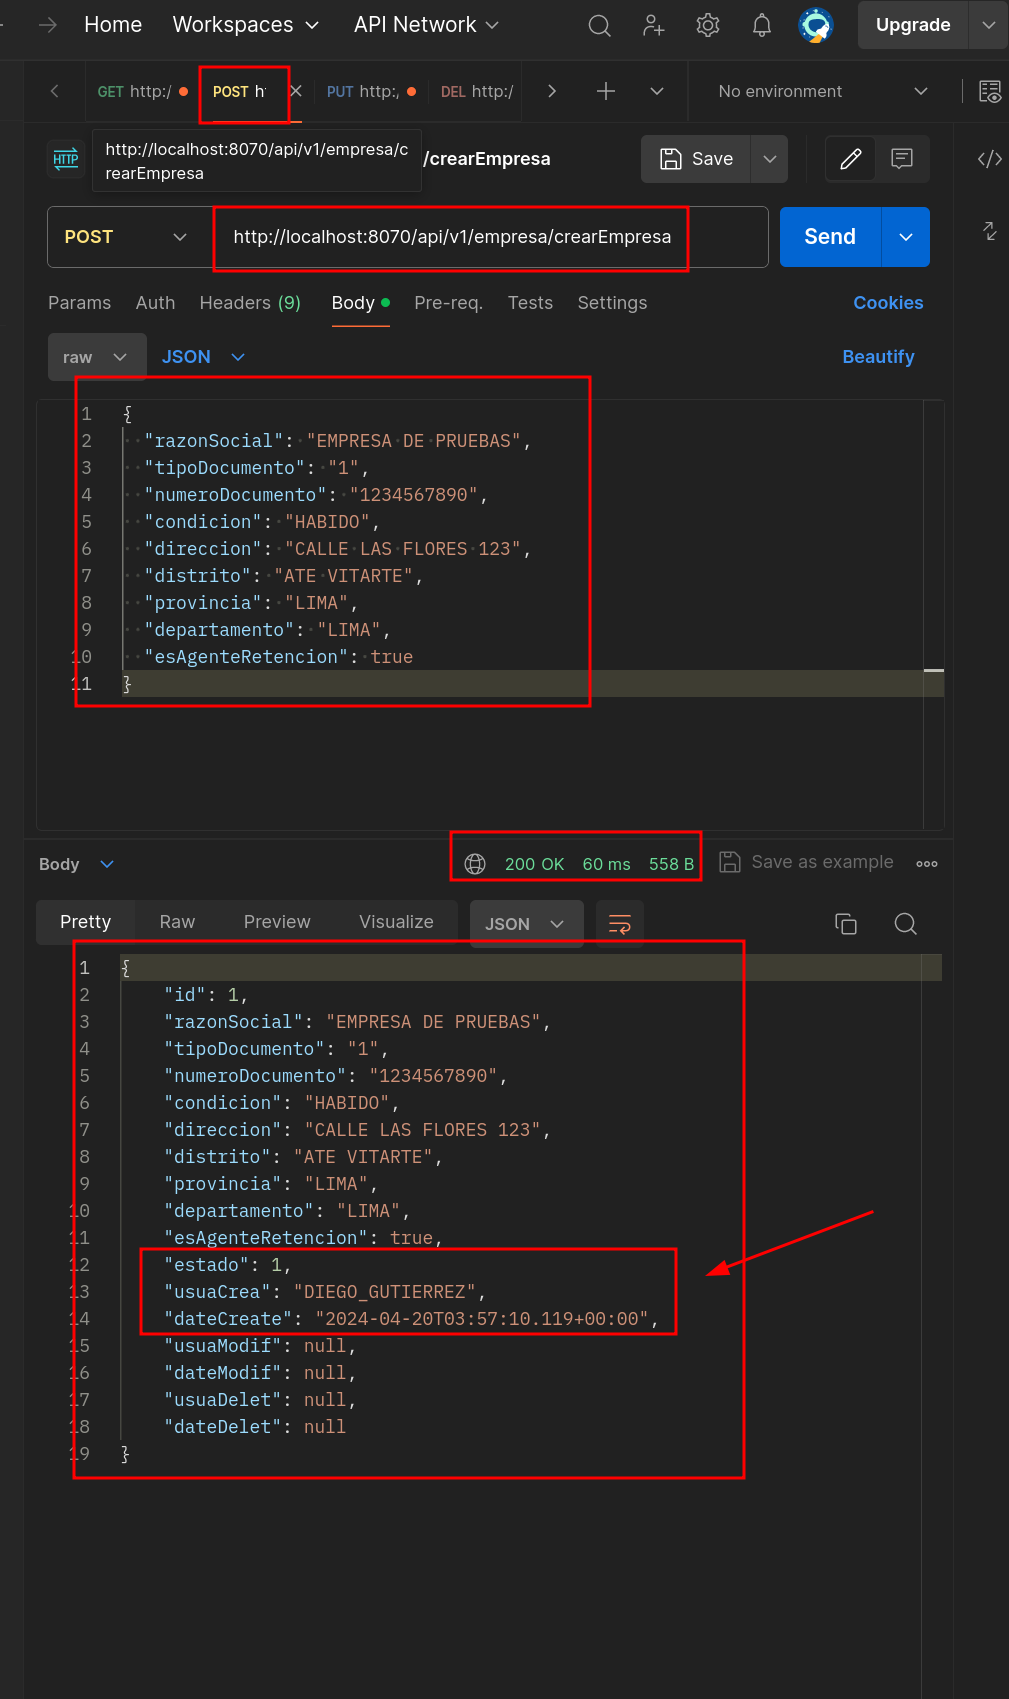 Home Workspaces API Network Upgrade
GET http:/ POST h PUT http:, DEL http:/ No environment
HTTP http://localhost:8070/api/v1/empresa/c
rearEmpresa
/crearEmpresa Save
POST http://localhost:8070/api/v1/empresa/crearEmpresa Send
Params Auth Headers (9) Body Pre-req. Tests Settings Cookies
raw JSON Beautify
1 {
2 "razonSocial": "EMPRESA DE PRUEBAS",
3 "tipoDocumento": "1",
4 "numeroDocumento": "1234567890",
5 "condicion": "HABIDO",
6 "direccion": "CALLE LAS FLORES 123",
7 "distrito": "ATE VITARTE",
8 "provincia": "LIMA",
9 "departamento": "LIMA",
10 "esAgenteRetencion": true
11 }
Body 200 OK 60 ms 558 B Save as example
Pretty Raw Preview Visualize JSON
1 {
2 "id": 1,
3 "razonSocial": "EMPRESA DE PRUEBAS",
4 "tipoDocumento": "1",
5 "numeroDocumento": "1234567890",
6 "condicion": "HABIDO",
7 "direccion": "CALLE LAS FLORES 123",
8 "distrito": "ATE VITARTE",
9 "provincia": "LIMA",
10 "departamento": "LIMA",
11 "esAgenteRetencion": true,
12 "estado": 1,
13 "usuaCrea": "DIEGO_GUTIERREZ",
14 "dateCreate": "2024-04-20T03:57:10.119+00:00",
15 "usuaModif": null,
16 "dateModif": null,
17 "usuaDelet": null,
18 "dateDelet": null
19 }